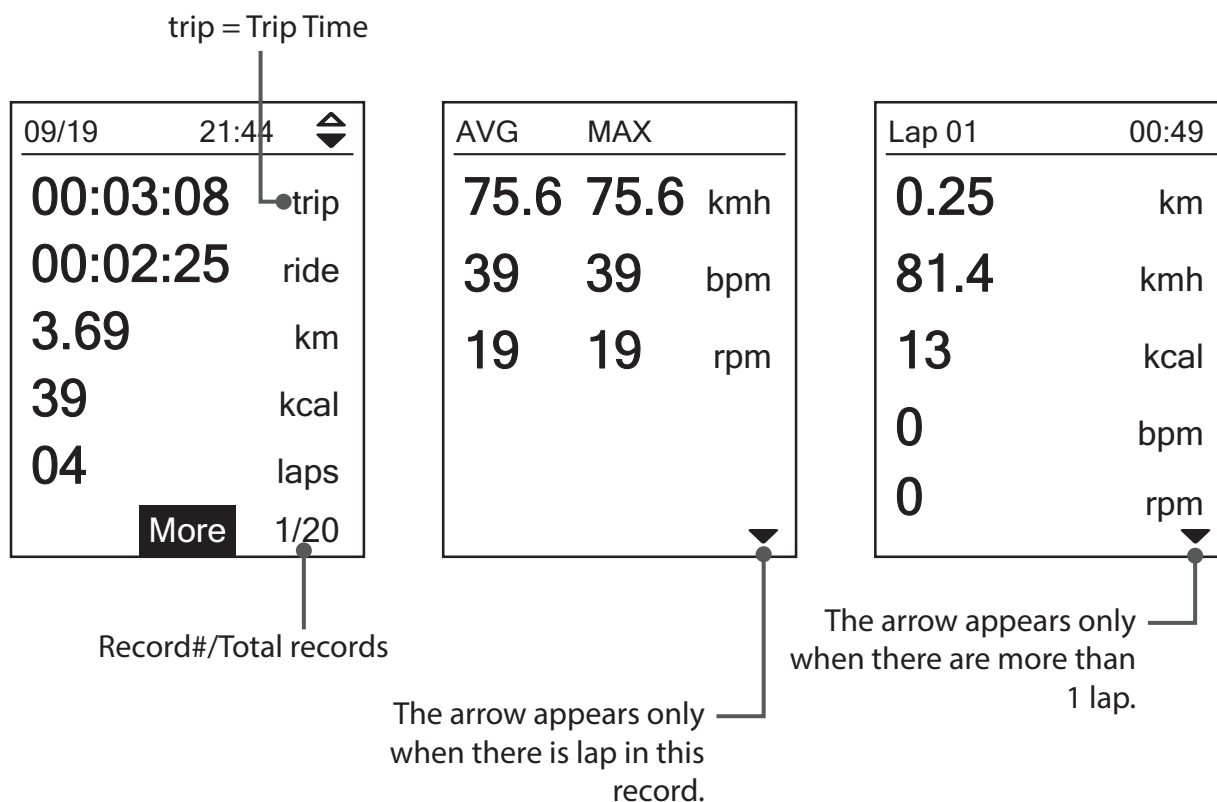 trip = Trip Time
09/19 21:44
00:03:08 trip
00:02:25 ride
3.69 km
39 kcal
04 laps
More 1/20
Record#/Total records
AVG MAX
75.6 75.6 kmh
39 39 bpm
19 19 rpm
The arrow appears only
when there is lap in this
record.
Lap 01 00:49
0.25 km
81.4 kmh
13 kcal
0 bpm
0 rpm
The arrow appears only
when there are more than
1 lap.